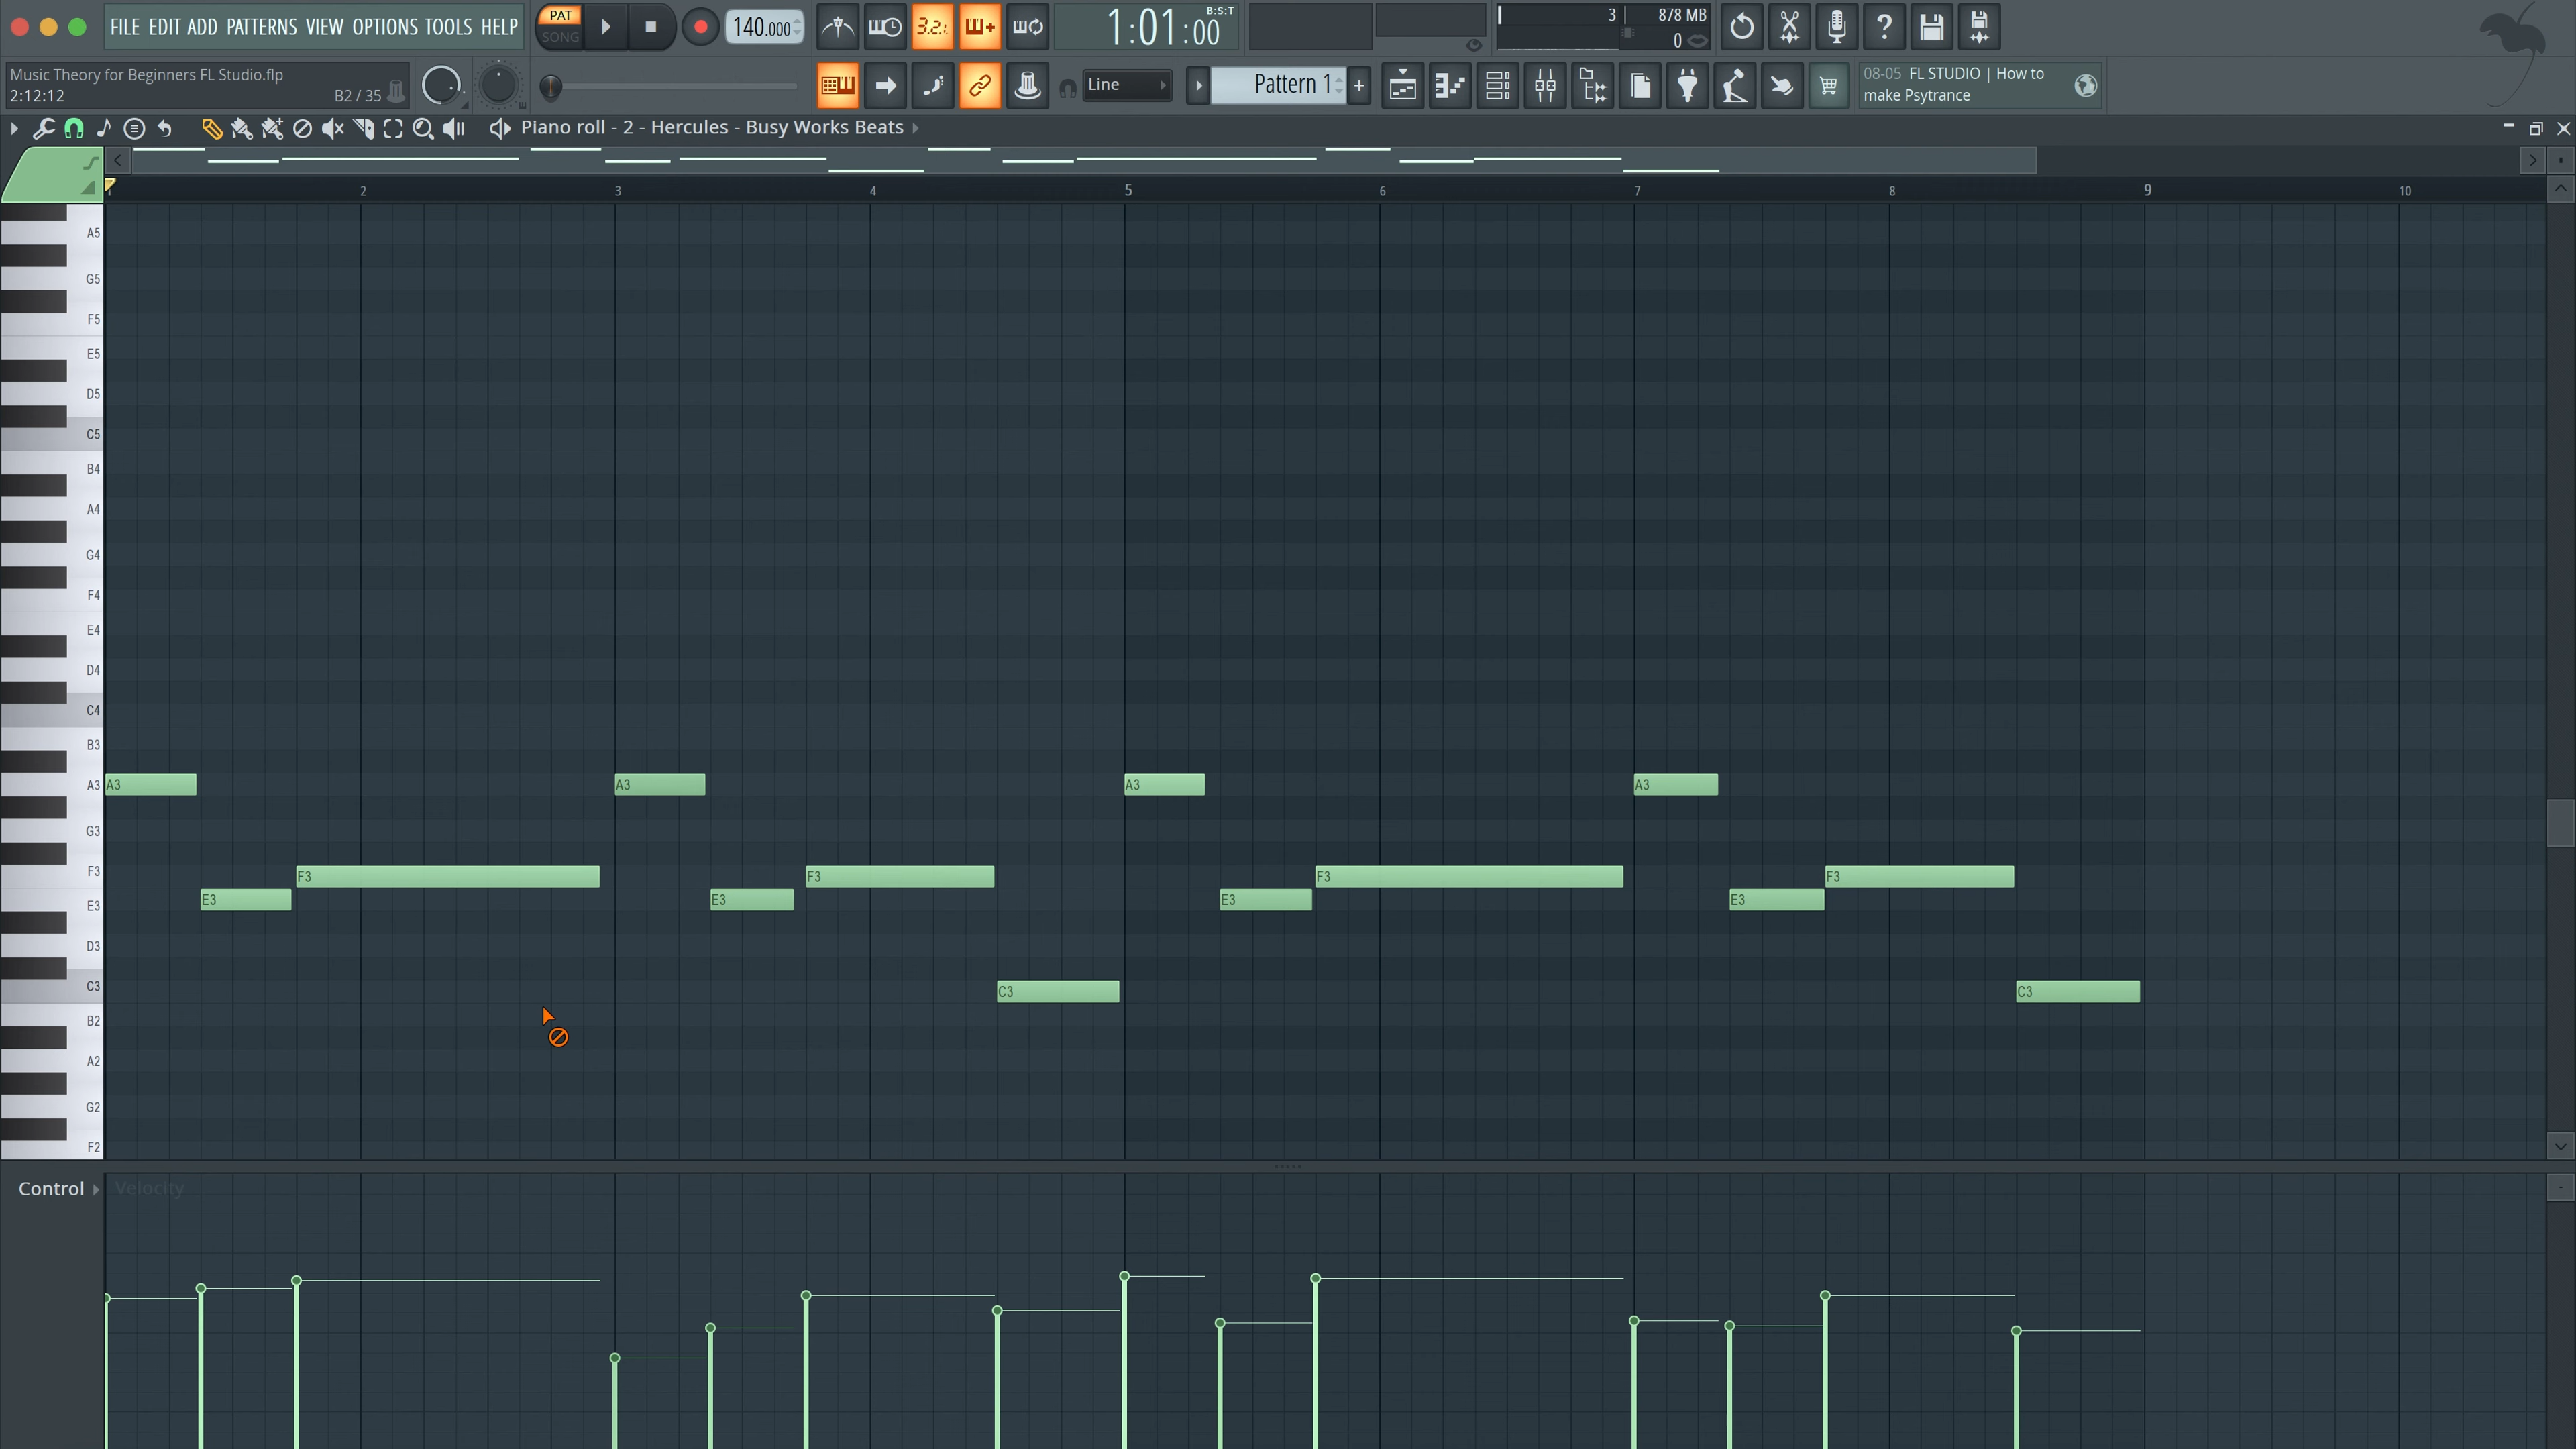 FILE EDIT ADD PATTERNS VIEW OPTIONS TOOLS HELP
PAT
SONG
140.000
3.2.
1:01:00
B:S:T
3
878 MB
0
Music Theory for Beginners FL Studio.flp
2:12:12
B2 / 35
Line
Pattern 1
+
08-05 FL STUDIO | How to
make Psytrance
Piano roll - 2 - Hercules - Busy Works Beats
2 3 4 5 6 7 8 9 10
A5
G5
F5
E5
D5
C5
B4
A4
G4
F4
E4
D4
C4
B3
A3 A3 A3 A3 A3
G3
F3 F3 F3 F3 F3
E3 E3 E3 E3 E3
D3
C3 C3 C3
B2
A2
G2
F2
Control Velocity